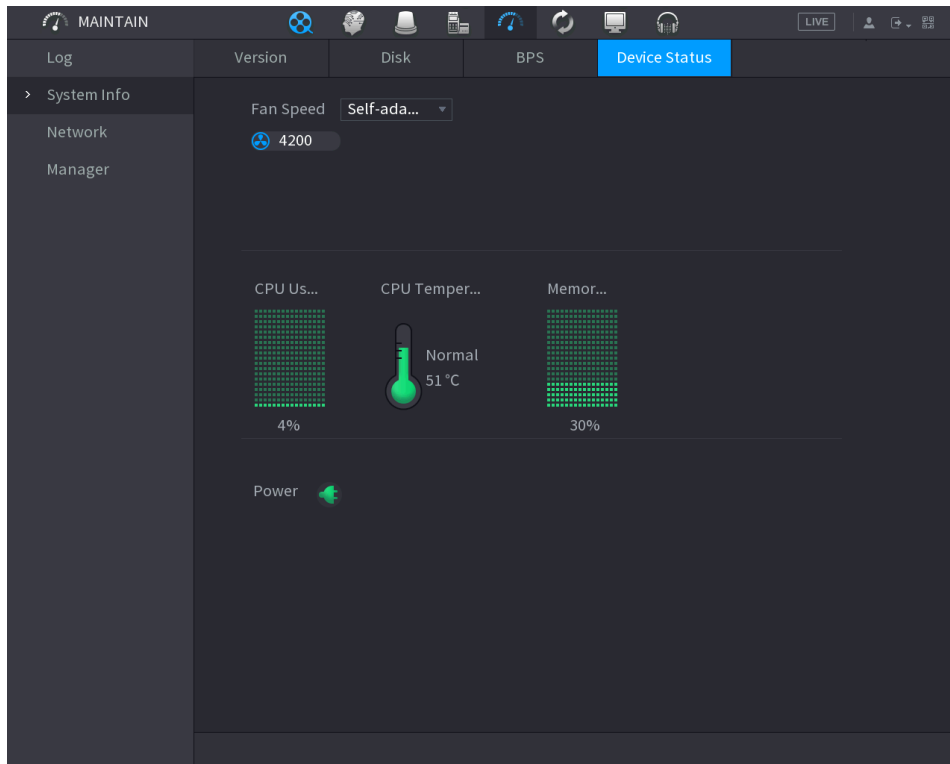 MAINTAIN LIVE
Log Version Disk BPS Device Status
System Info
Fan Speed Self-ada...
Network
4200
Manager
CPU Us... CPU Temper... Memor...
Normal
51°C
4% 30%
Power